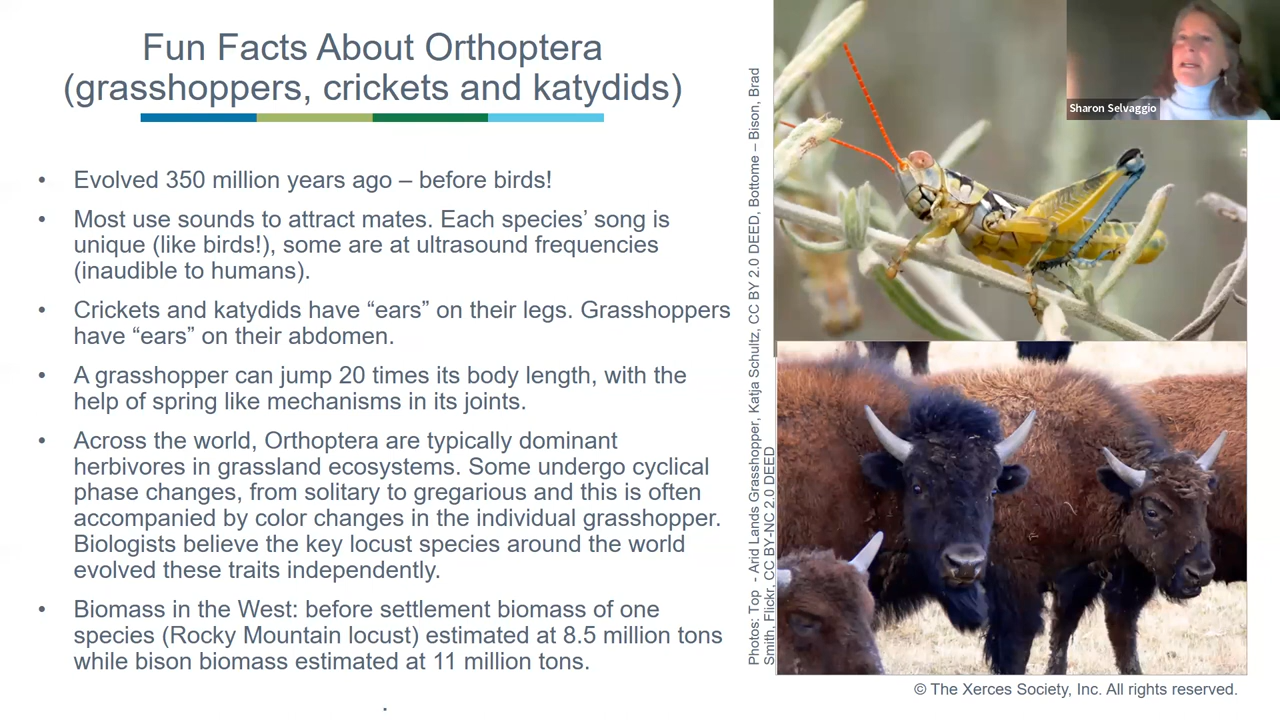 Fun Facts About Orthoptera
(grasshoppers, crickets and katydids)
• Evolved 350 million years ago – before birds!
• Most use sounds to attract mates. Each species’ song is
unique (like birds!), some are at ultrasound frequencies
(inaudible to humans).
• Crickets and katydids have “ears” on their legs. Grasshoppers
have “ears” on their abdomen.
• A grasshopper can jump 20 times its body length, with the
help of spring like mechanisms in its joints.
• Across the world, Orthoptera are typically dominant
herbivores in grassland ecosystems. Some undergo cyclical
phase changes, from solitary to gregarious and this is often
accompanied by color changes in the individual grasshopper.
Biologists believe the key locust species around the world
evolved these traits independently.
• Biomass in the West: before settlement biomass of one
species (Rocky Mountain locust) estimated at 8.5 million tons
while bison biomass estimated at 11 million tons.
.
Photos: Top - Arid Lands Grasshopper, Katja Schultz, CC BY 2.0 DEED, Bottome – Bison, Brad
Smith, Flickr, CC BY-NC 2.0 DEED
Sharon Selvaggio
© The Xerces Society, Inc. All rights reserved.